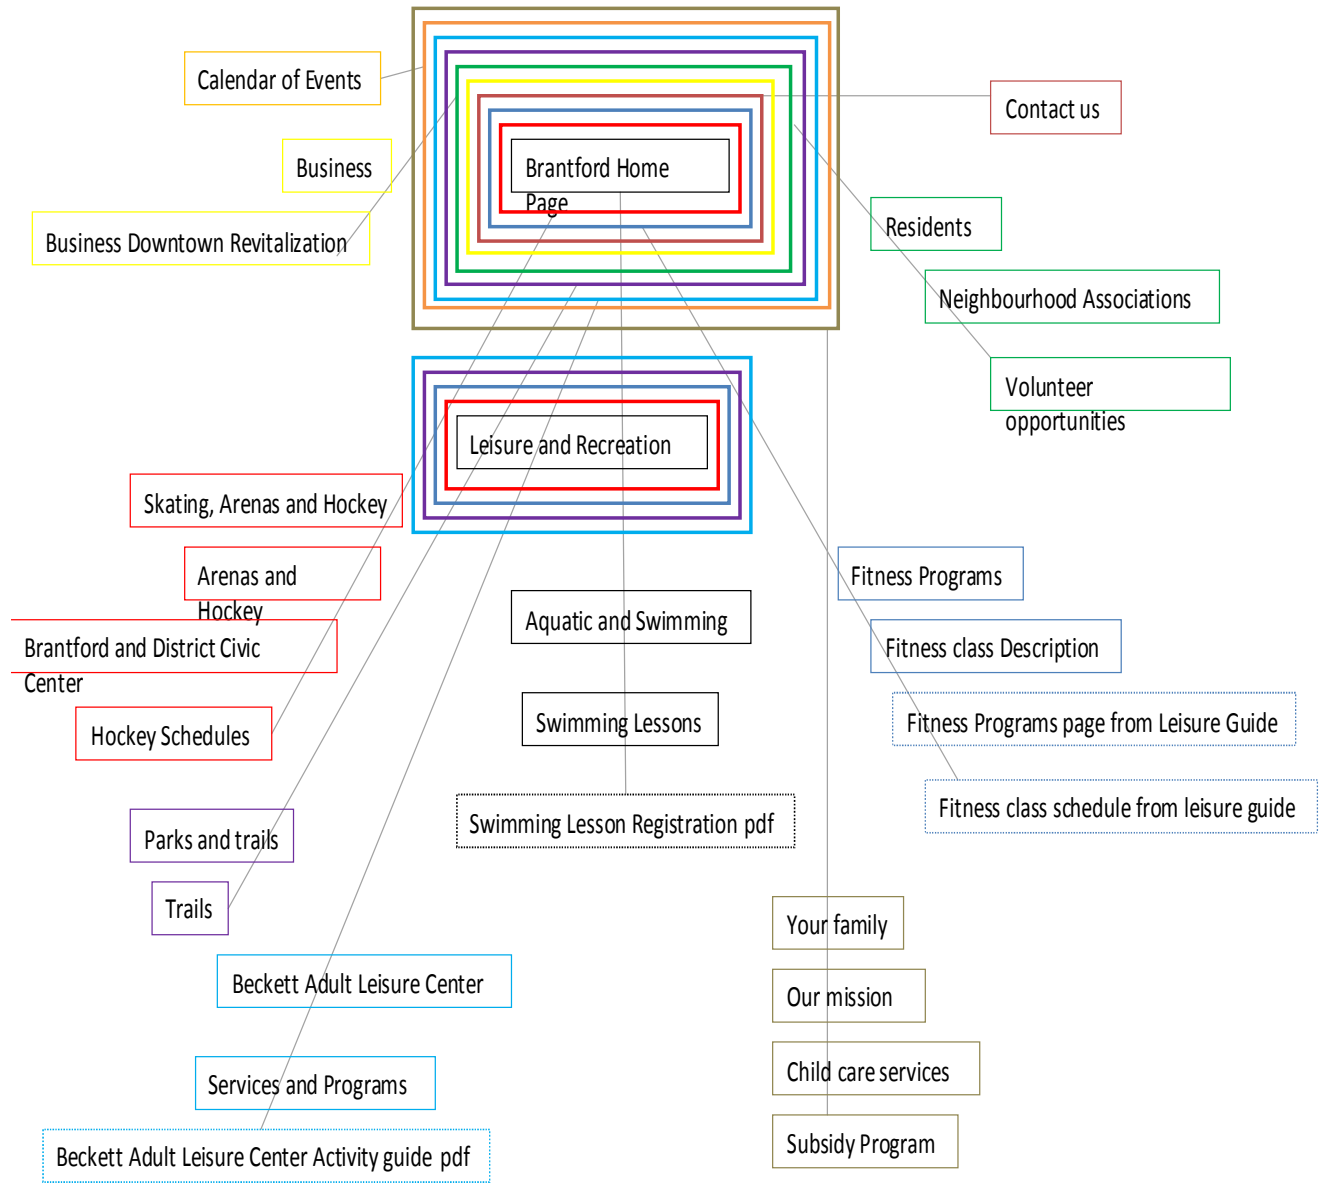 Calendar of Events
Contact us
Business
Brantford Home
Page
Residents
Business Downtown Revitalization
Neighbourhood Associations
Volunteer
opportunities
Leisure and Recreation
Skating, Arenas and Hockey
Arenas and
Hockey
Fitness Programs
Aquatic and Swimming
Brantford and District Civic
Center
Fitness class Description
Swimming Lessons
Fitness Programs page from Leisure Guide
Hockey Schedules
Swimming Lesson Registration pdf
Fitness class schedule from leisure guide
Parks and trails
Trails
Your family
Beckett Adult Leisure Center
Our mission
Services and Programs
Child care services
Beckett Adult Leisure Center Activity guide pdf
Subsidy Program